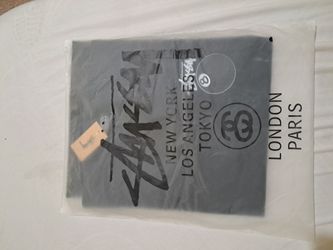 Stüssy
NEW YORK
LOS ANGELES
TOKYO
LONDON
PARIS